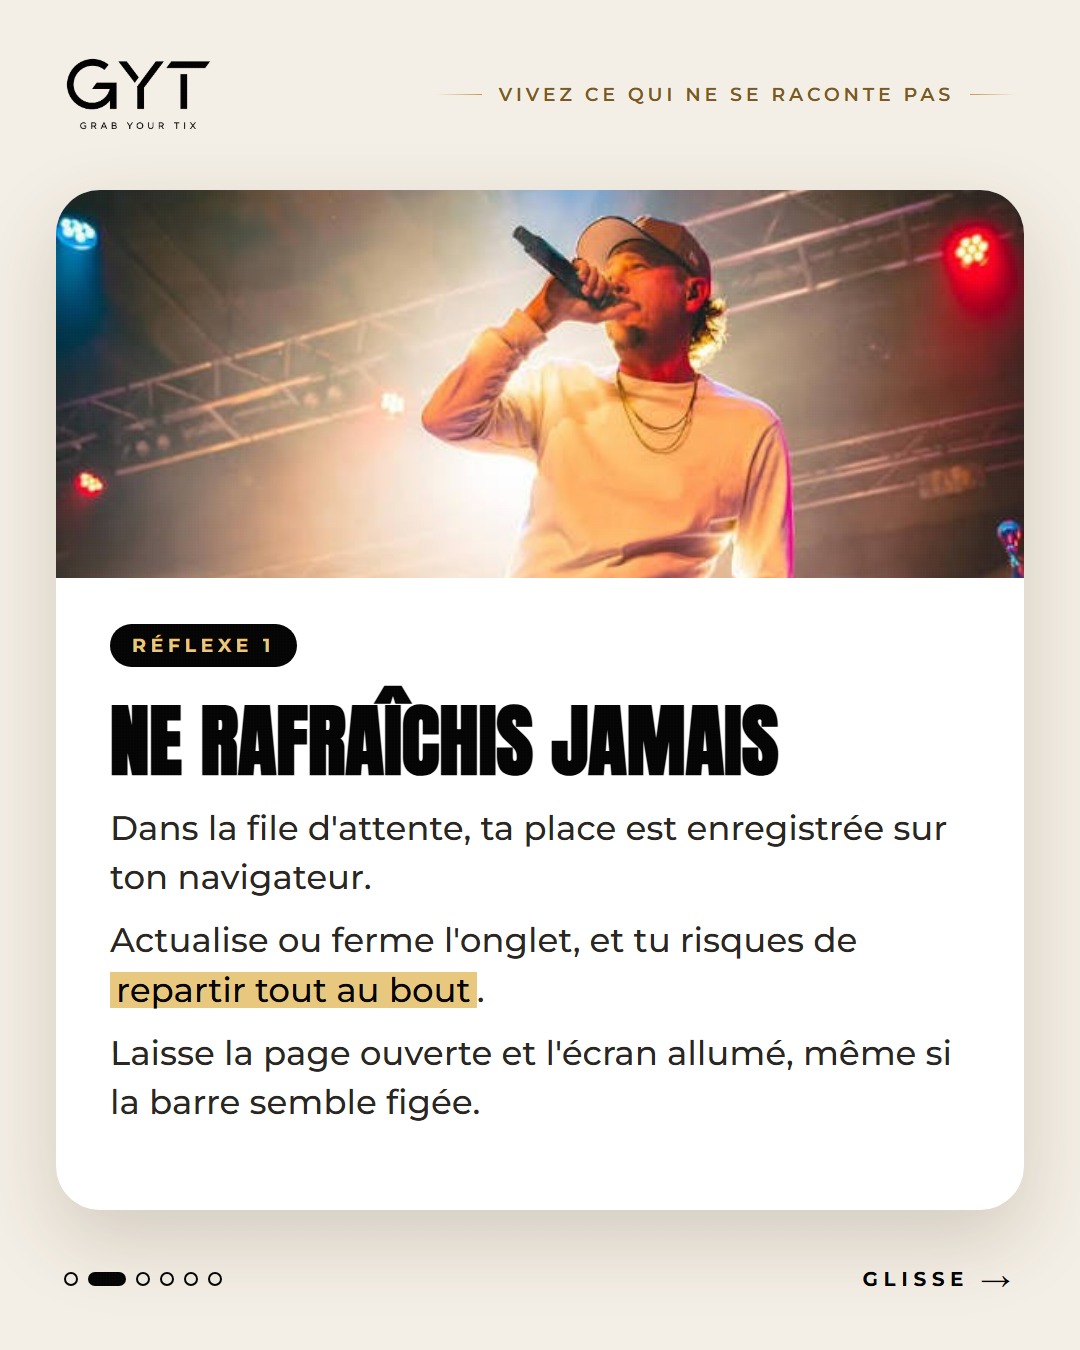 GYT
GRAB YOUR TIX
VIVEZ CE QUI NE SE RACONTE PAS
RÉFLEXE 1
NE RAFRAÎCHIS JAMAIS
Dans la file d'attente, ta place est enregistrée sur
ton navigateur.
Actualise ou ferme l'onglet, et tu risques de
repartir tout au bout.
Laisse la page ouverte et l'écran allumé, même si
la barre semble figée.
GLISSE →